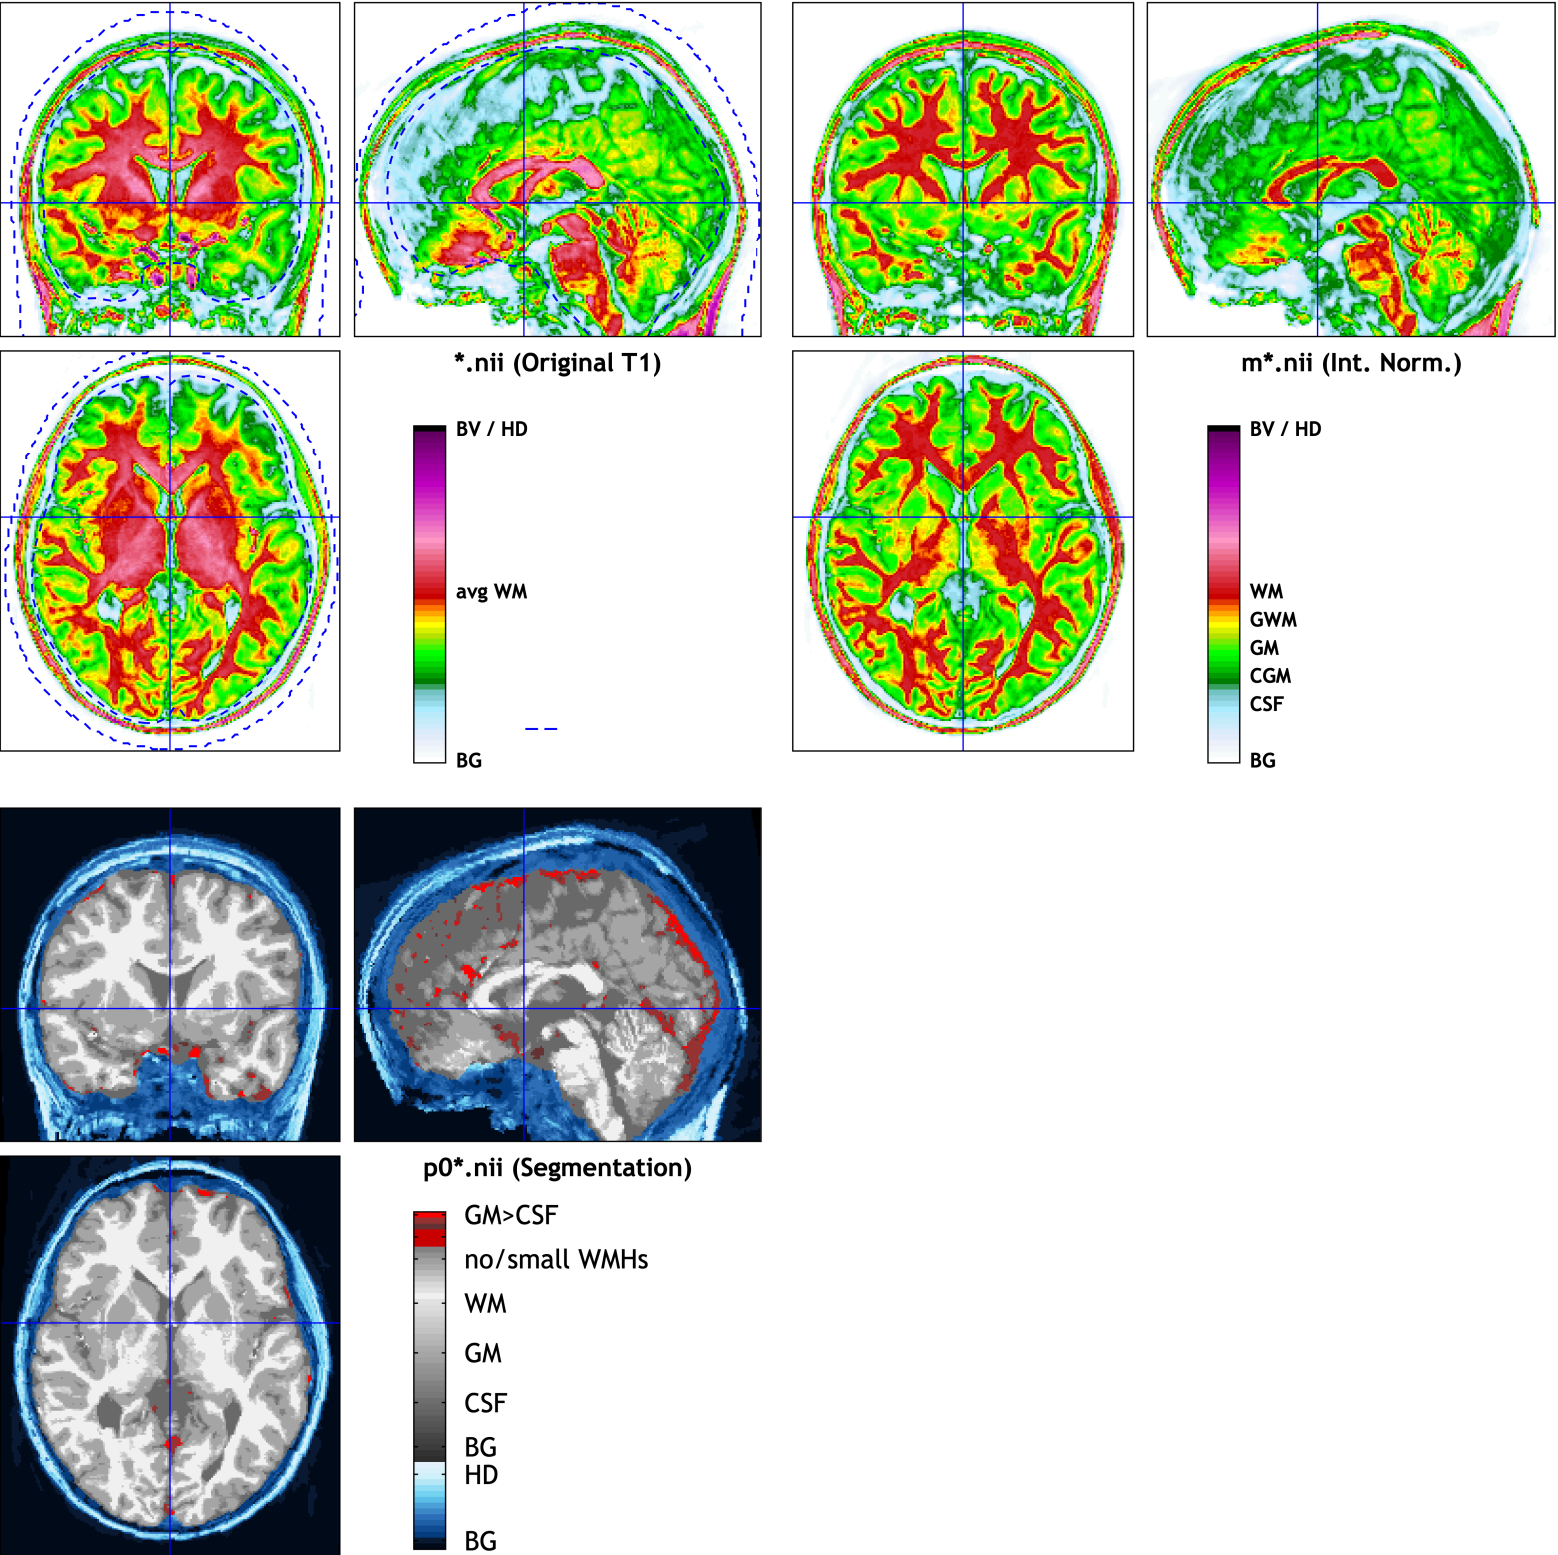 *.nii (Original T1)
BV / HD
avg WM
BG
m*.nii (Int. Norm.)
BV / HD
WM
GWM
GM
CGM
CSF
BG
p0*.nii (Segmentation)
GM>CSF
no/small WMHs
WM
GM
CSF
BG
HD
BG